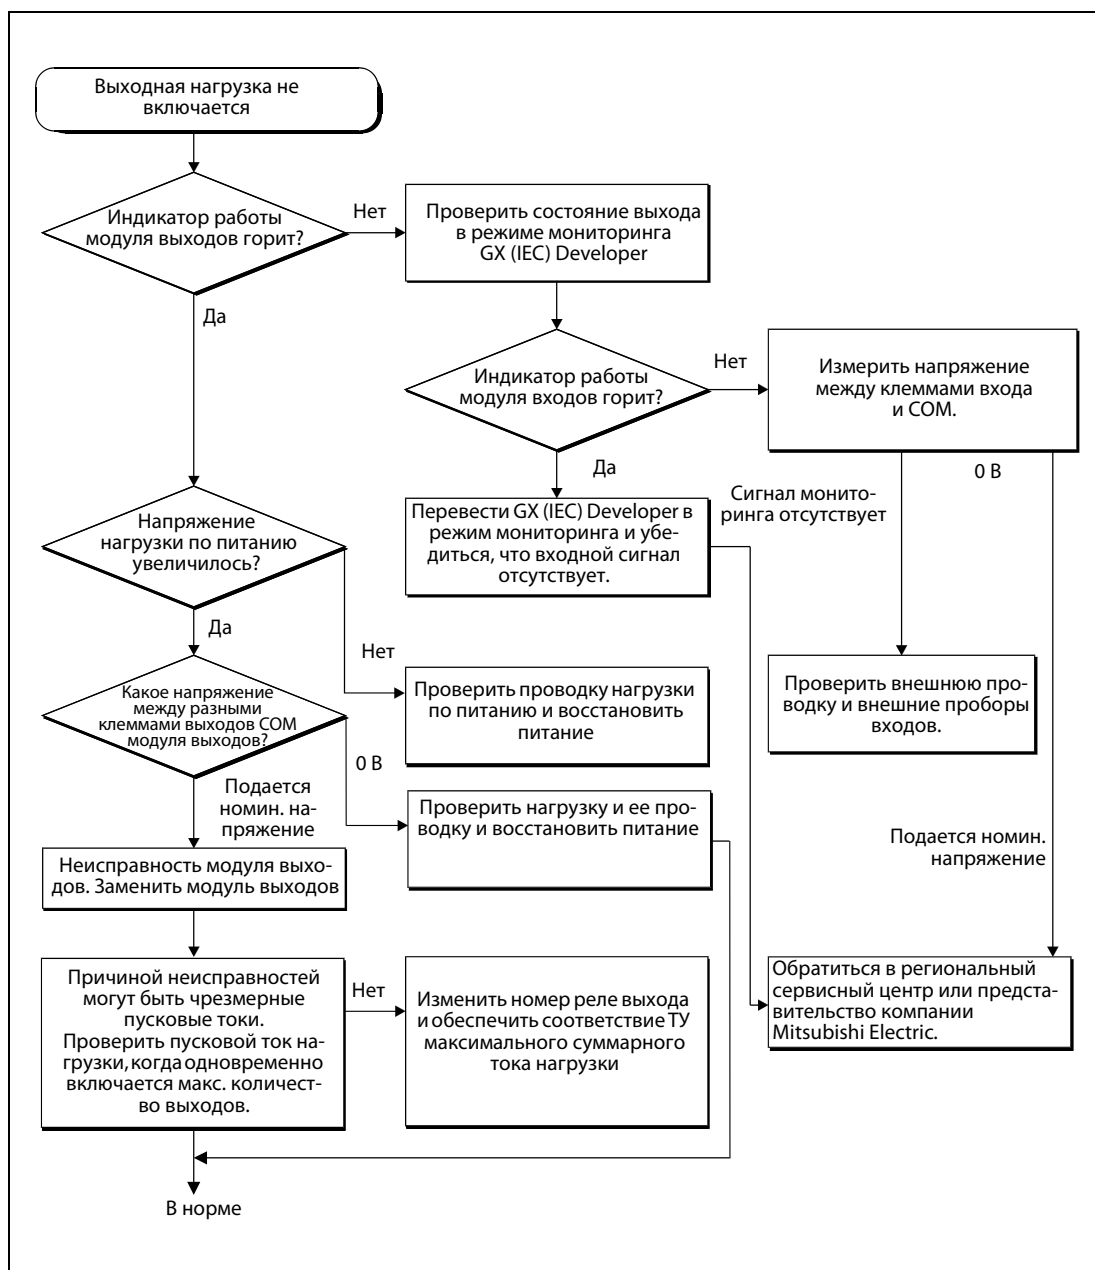 Выходная нагрузка не
включается
Индикатор работы
модуля выходов горит?
Нет
Проверить состояние выхода
в режиме мониторинга
GX (IEC) Developer
Да
Индикатор работы
модуля входов горит?
Нет
Измерить напряжение
между клеммами входа
и COM.
Да
0 В
Сигнал монито-
ринга отсутствует
Перевести GX (IEC) Developer в
режим мониторинга и убе-
диться, что входной сигнал
отсутствует.
Напряжение
нагрузки по питанию
увеличилось?
Да
Нет
Проверить проводку нагрузки
по питанию и восстановить
питание
Проверить внешнюю про-
водку и внешние проборы
входов.
Какое напряжение
между разными
клеммами выходов COM
модуля выходов?
0 В
Подается
номин. на-
пряжение
Проверить нагрузку и ее про-
водку и восстановить питание
Подается номин.
напряжение
Неисправность модуля выхо-
дов. Заменить модуль выходов
Причиной неисправностей
могут быть чрезмерные
пусковые токи.
Проверить пусковой ток на-
грузки, когда одновременно
включается макс. количест-
во выходов.
Нет
Изменить номер реле выхода
и обеспечить соответствие ТУ
максимального суммарного
тока нагрузки
Обратиться в региональный
сервисный центр или предста-
вительство компании
Mitsubishi Electric.
В норме